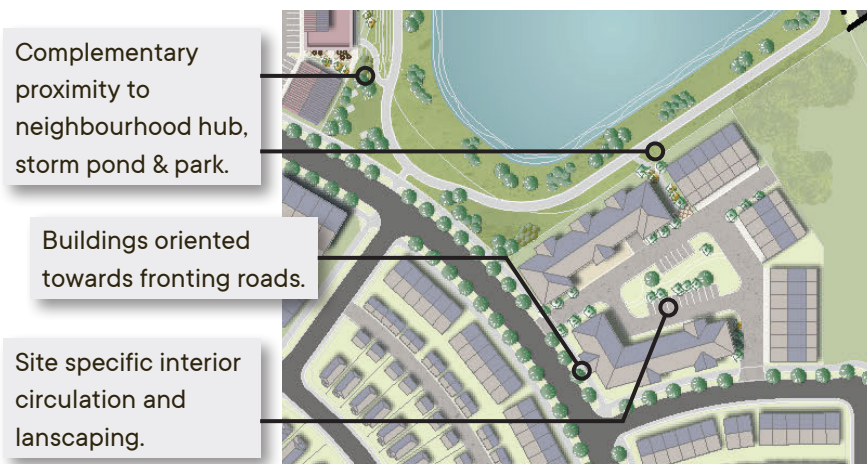 Complementary
proximity to
neighbourhood hub,
storm pond & park.
Buildings oriented
towards fronting roads.
Site specific interior
circulation and
lanscaping.